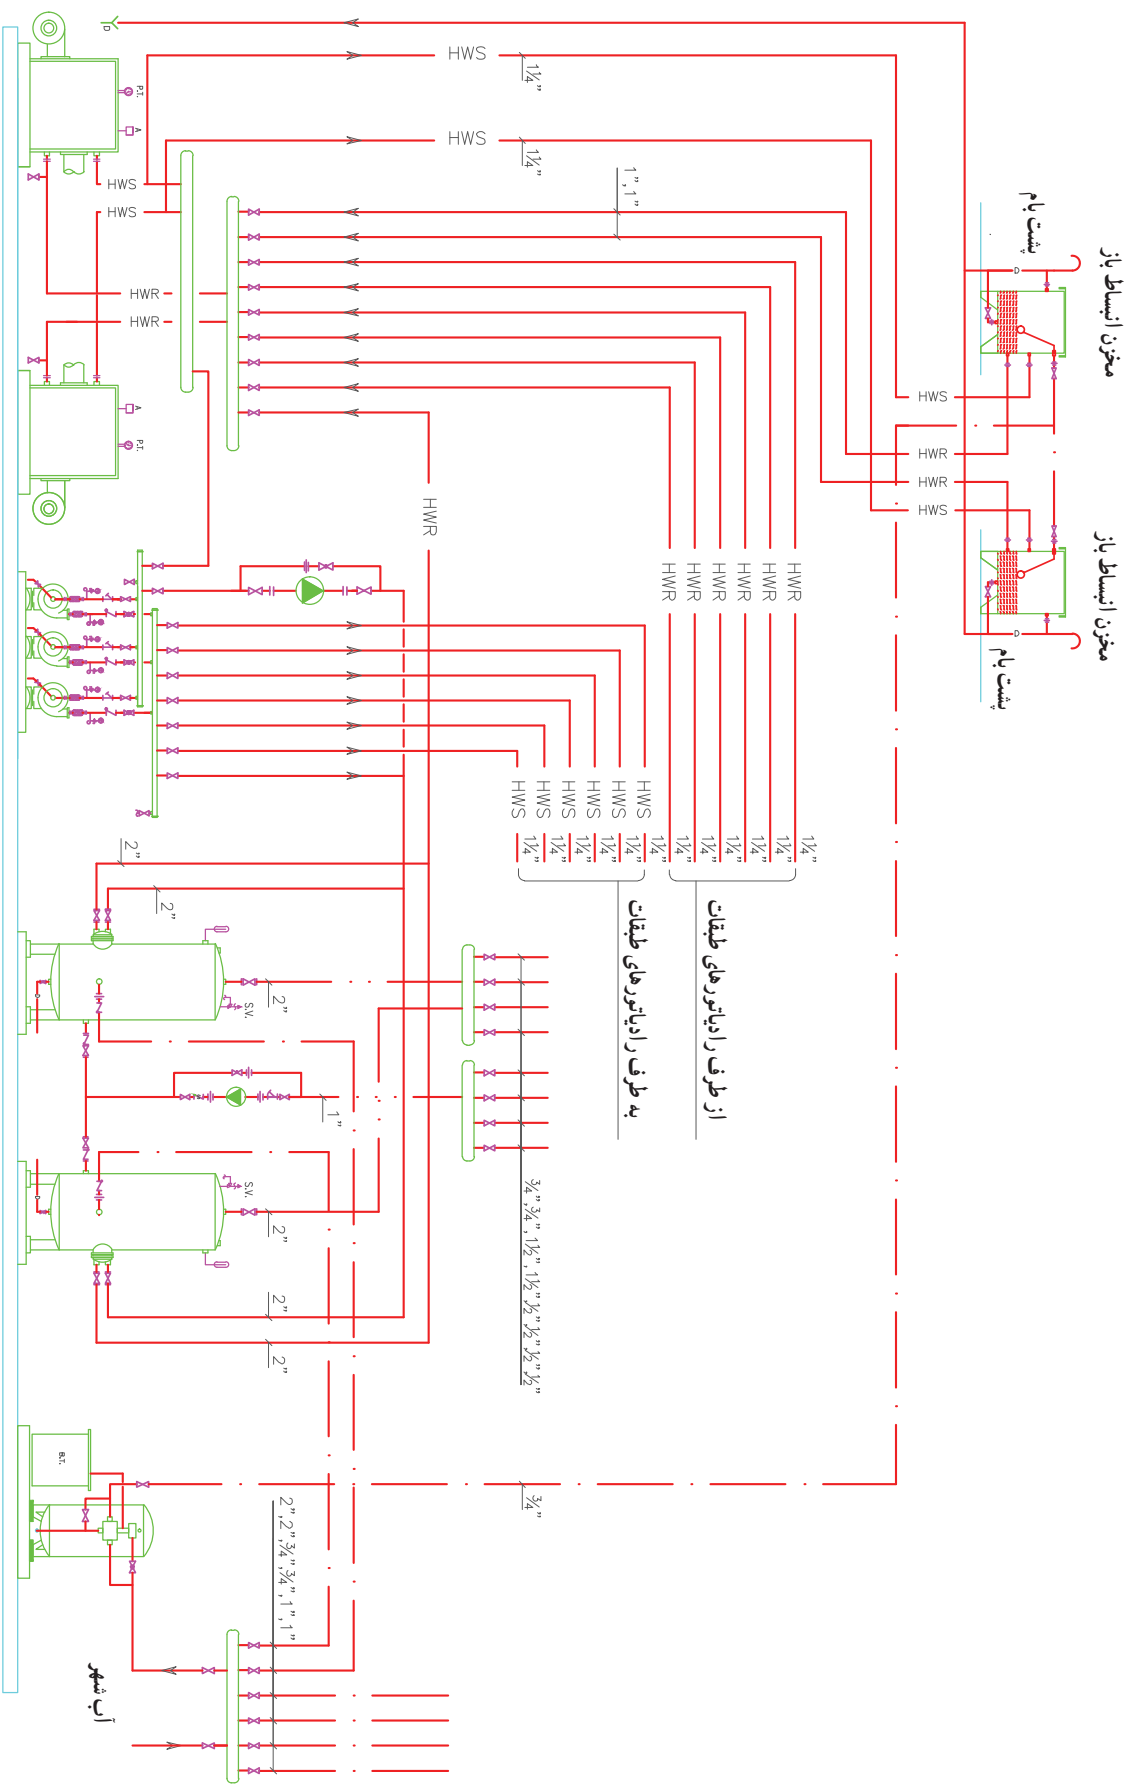 مخزن انبساط باز
مخزن انبساط باز
پشت بام
پشت بام
D
D
D
HWS
1¼"
HWS
1¼"
1",1"
P.T.
A
HWS
HWS
HWR
HWR
A
P.T.
HWS
HWR
HWR
HWS
HWR
HWR
HWR
HWR
HWR
HWR
HWR
HWS
HWS
HWS
HWS
HWS
HWS
1¼"
1¼"
1¼"
1¼"
1¼"
1¼"
1¼"
1¼"
1¼"
1¼"
1¼"
1¼"
از طرف رادیاتورهای طبقات
به طرف رادیاتورهای طبقات
2"
2"
S.V.
2"
D
1"
S.V.
2"
D
2"
2"
¾",¾",1½",1½",½",½",½",½"
B.T.
¾"
2",2",¾",¾",1",1"
آب شهر